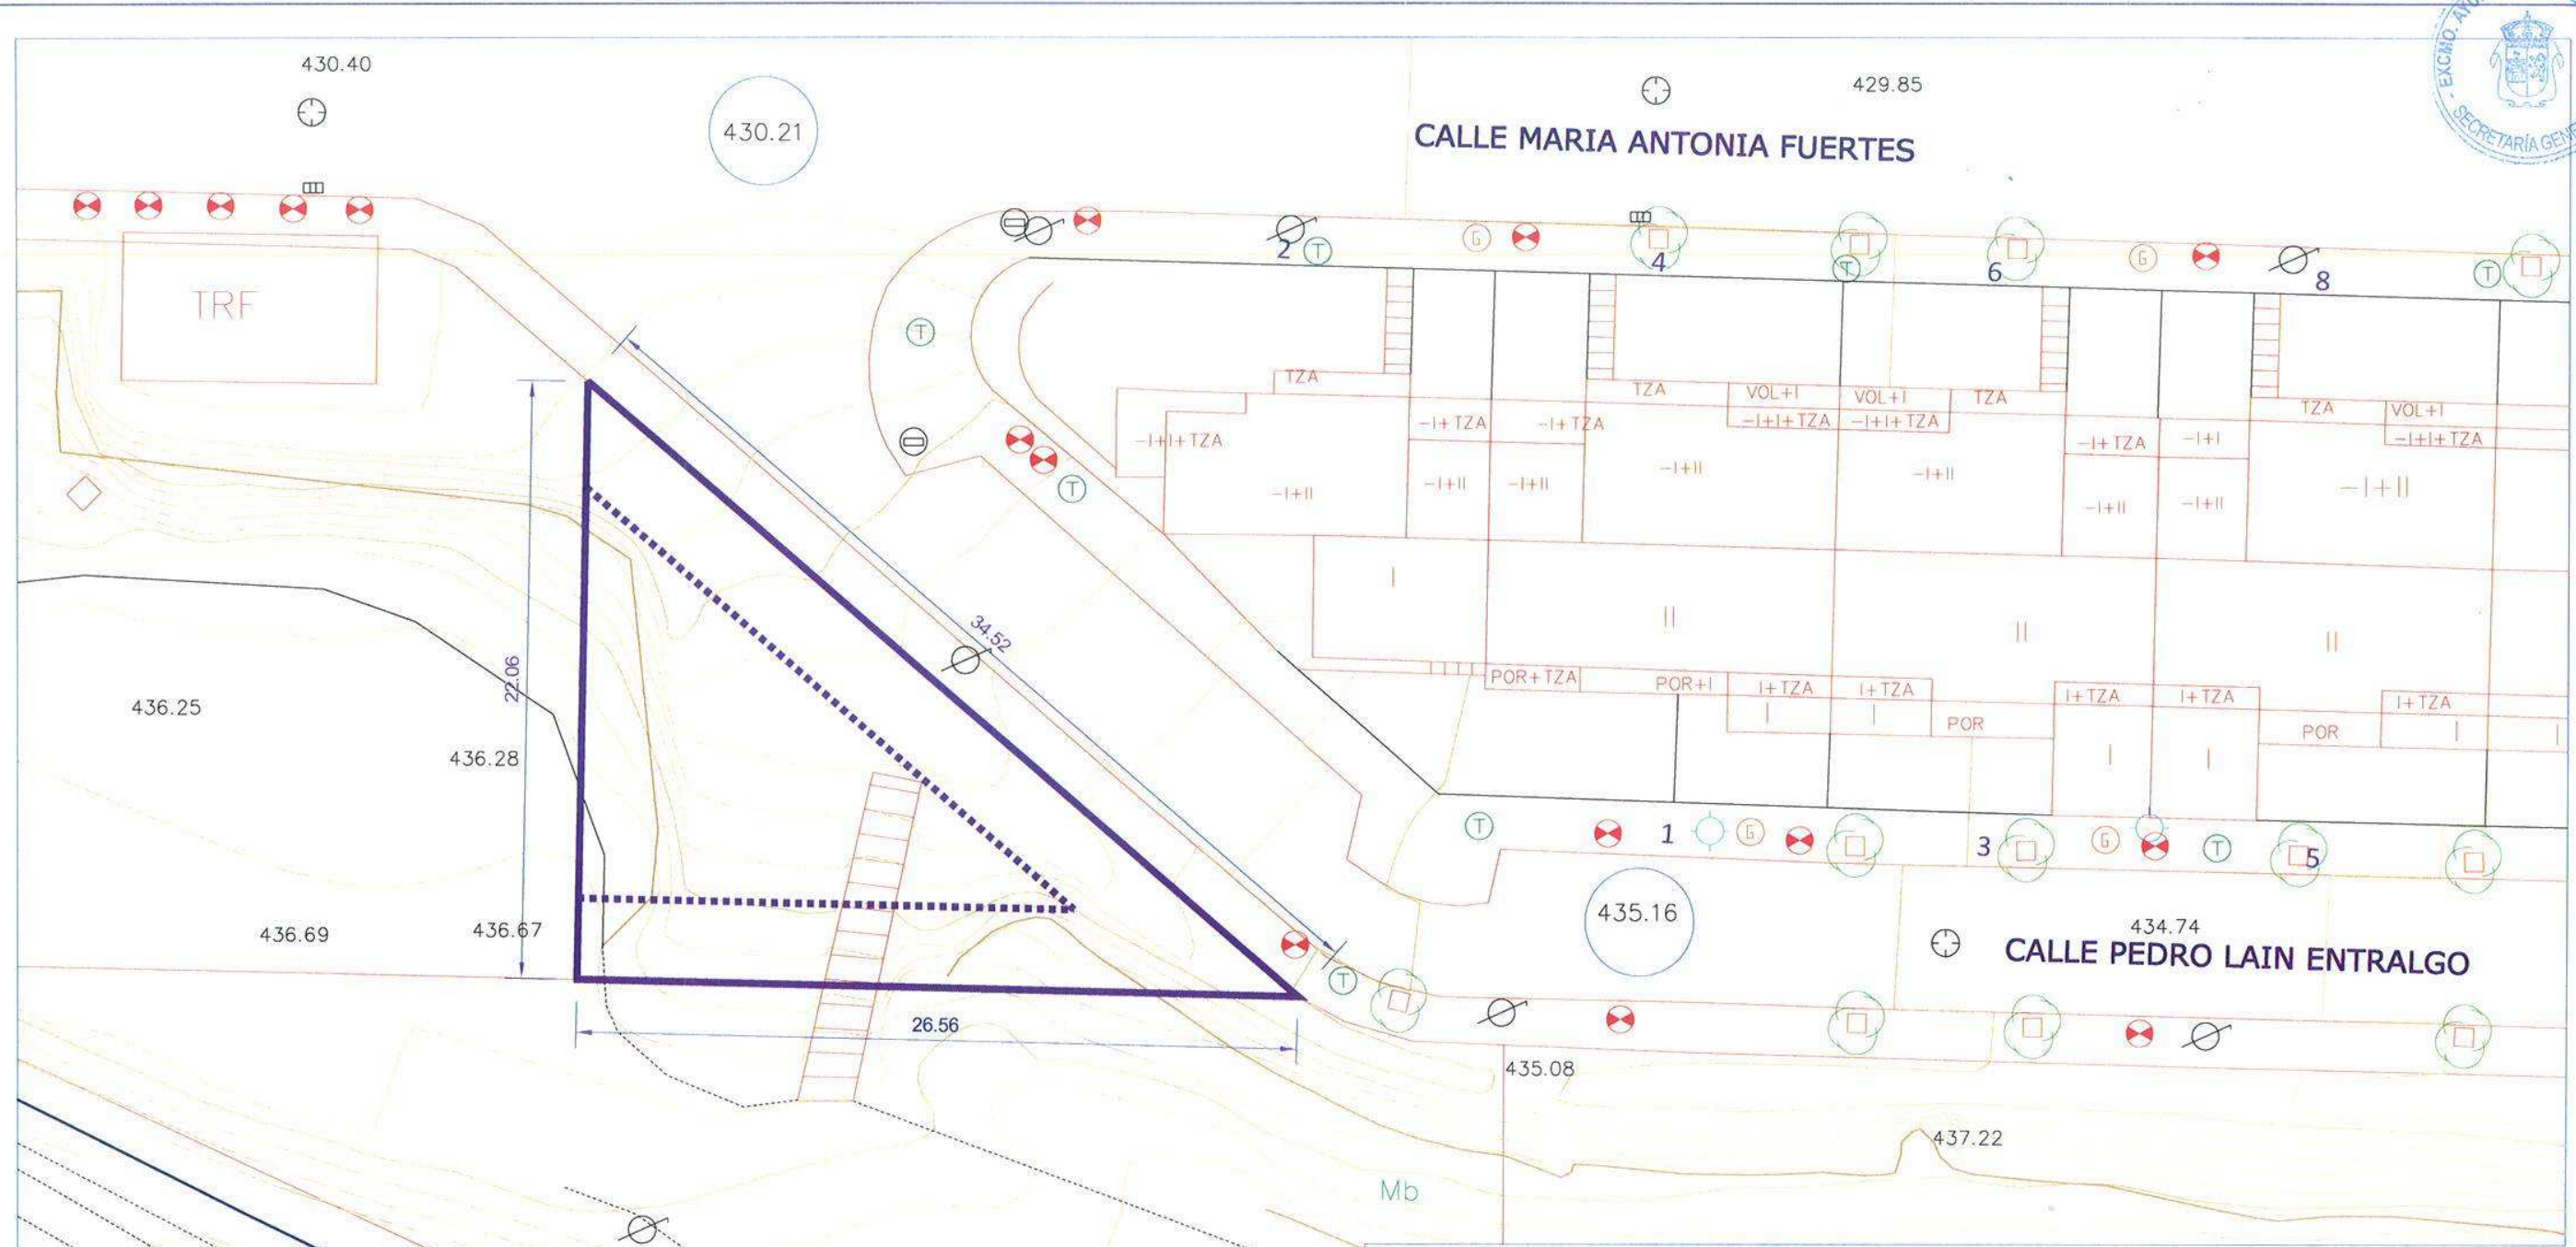 430.40
430.21
429.85
EXCMO.
SECRETARÍA
CALLE MARIA ANTONIA FUERTES
TRF
T
2
T
G
4
T
6
G
8
T
TZA
TZA
VOL+I
VOL+I
TZA
TZA
VOL+I
-I+I+TZA
-I+TZA
-I+TZA
-I+I+TZA
-I+I+TZA
-I+TZA
-I+I
-I+I+TZA
-I+II
-I+II
-I+II
-I+II
-I+II
-I+II
-I+II
-I+II
T
I
II
II
II
34.52
22.06
POR+TZA
POR+I
I+TZA
I+TZA
I+TZA
I+TZA
I+TZA
I
I
POR
I
I
POR
I
I
436.25
436.28
T
1
G
3
G
T
5
436.69
436.67
435.16
434.74
CALLE PEDRO LAIN ENTRALGO
T
26.56
435.08
437.22
Mb